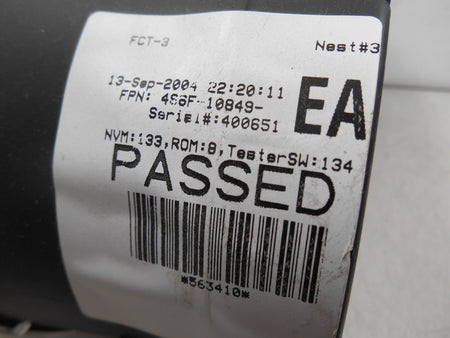 FCT-3 Nest#3
13-Sep-2004 22:20:11
FPN: 4S6F-10849-
EA
Serial#:400651
NVM:133,ROM:8,TesterSW:134
PASSED
*563410*